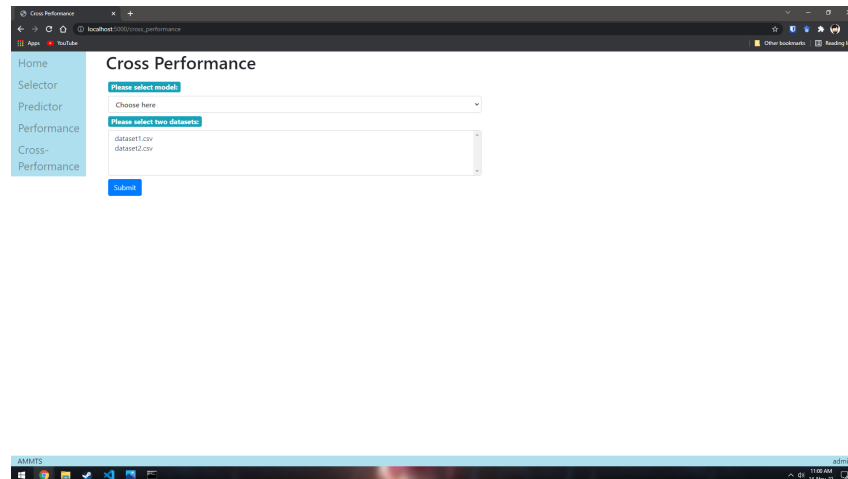 Cross Performance
localhost:5000/cross_performance
Apps YouTube Other bookmarks Reading
Home
Selector
Predictor
Performance
Cross-
Performance
Cross Performance
Please select model:
Choose here
Please select two datasets:
dataset1.csv
dataset2.csv
Submit
AMMTS
11:00 AM